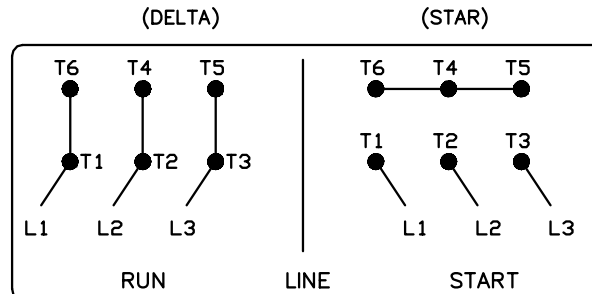 (DELTA) (STAR)
T6 T4 T5 T6 T4 T5
T1 T2 T3 T1 T2 T3
L1 L2 L3 L1 L2 L3
RUN LINE START